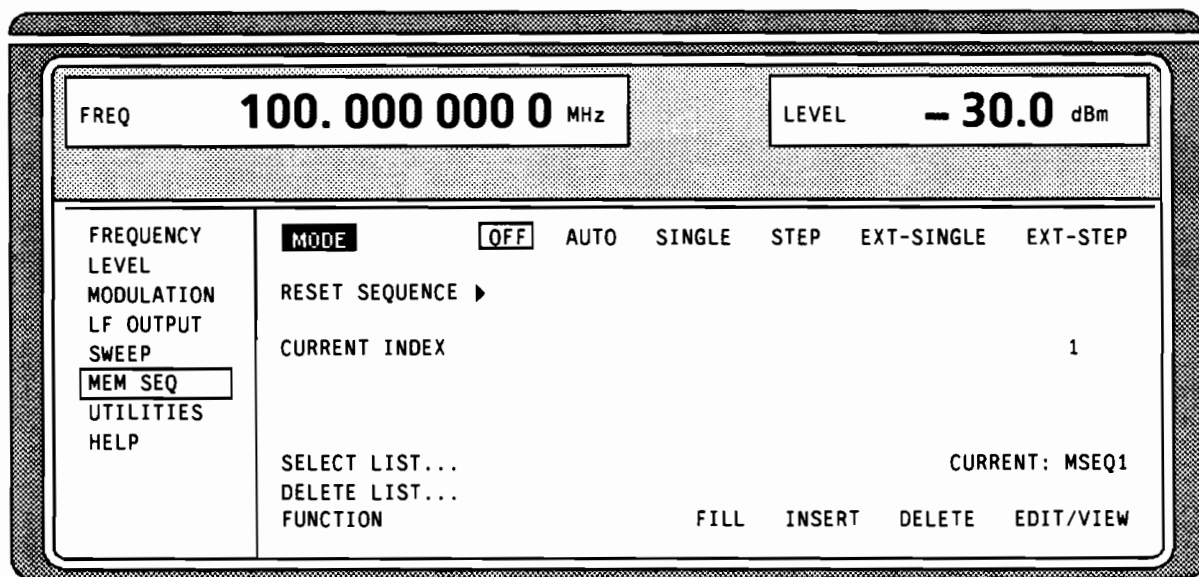 FREQ 100. 000 000 0 MHz LEVEL – 30.0 dBm
FREQUENCY
LEVEL
MODULATION
LF OUTPUT
SWEEP
MEM SEQ
UTILITIES
HELP
MODE OFF AUTO SINGLE STEP EXT-SINGLE EXT-STEP
RESET SEQUENCE ▶
CURRENT INDEX 1
SELECT LIST... CURRENT: MSEQ1
DELETE LIST...
FUNCTION FILL INSERT DELETE EDIT/VIEW